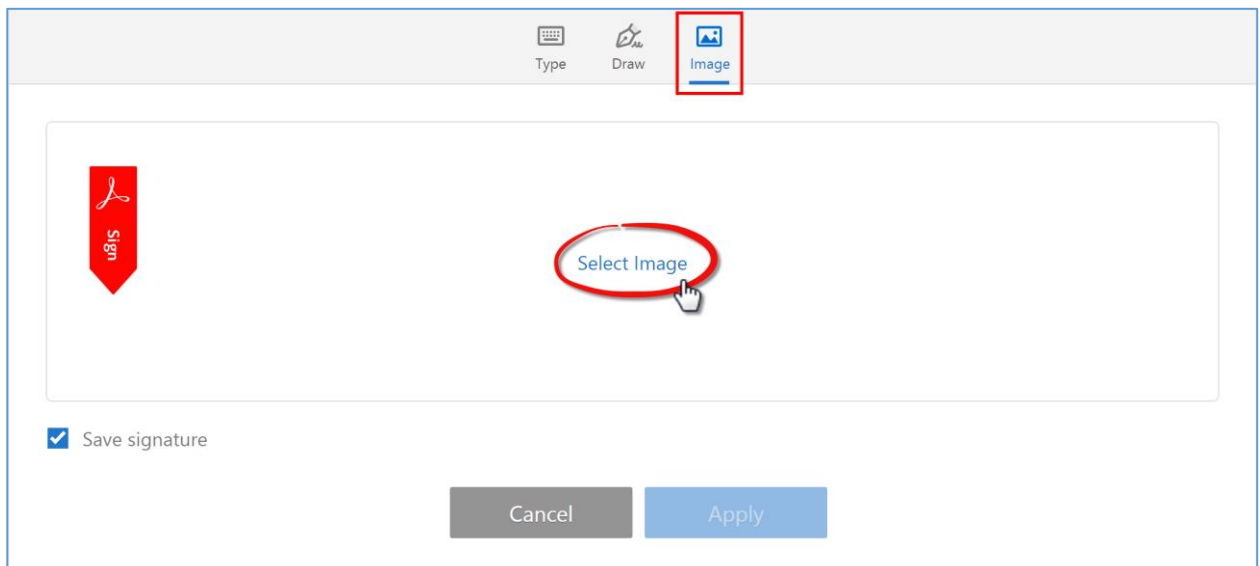 Type Draw Image
Sign
Select Image
Save signature
Cancel Apply